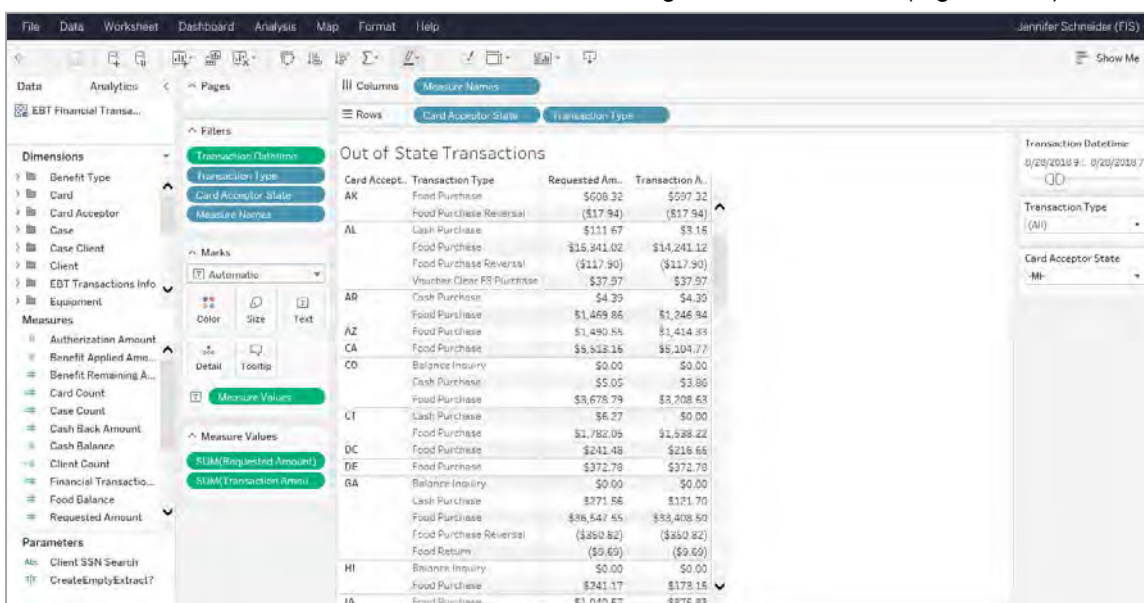 File Data Worksheet Dashboard Analysis Map Format Help Jennifer Schneider (FIS)
Show Me
Data Analytics
Pages
Columns Measure Names
EBT Financial Transa...
Rows Card Acceptor State Transaction Type
Filters
Transaction Datetime
Transaction Type
Card Acceptor State
Measure Names
Dimensions
Benefit Type
Card
Card Acceptor
Case
Case Client
Client
EBT Transactions Info
Equipment
Measures
Authorization Amount
Benefit Applied Amo...
Benefit Remaining A...
Card Count
Case Count
Cash Back Amount
Cash Balance
Client Count
Financial Transactio...
Food Balance
Requested Amount
Parameters
Abc Client SSN Search
T|F CreateEmptyExtract?
Marks
Automatic
Color Size Text
Detail Tooltip
Measure Values
Measure Values
SUM(Requested Amount)
SUM(Transaction Amou
Out of State Transactions
Card Accept.. Transaction Type Requested Am.. Transaction A..
AK Food Purchase $608.32 $597.32
Food Purchase Reversal ($17.94) ($17.94)
AL Cash Purchase $111.67 $3.16
Food Purchase $15,341.02 $14,241.12
Food Purchase Reversal ($117.90) ($117.90)
Voucher Clear FS Purchase $37.97 $37.97
AR Cash Purchase $4.39 $4.39
Food Purchase $1,469.86 $1,246.94
AZ Food Purchase $1,490.55 $1,414.33
CA Food Purchase $5,513.16 $5,104.77
CO Balance Inquiry $0.00 $0.00
Cash Purchase $5.05 $3.86
Food Purchase $3,678.79 $3,208.63
CT Cash Purchase $6.27 $0.00
Food Purchase $1,782.05 $1,538.22
DC Food Purchase $241.48 $216.66
DE Food Purchase $372.78 $372.78
GA Balance Inquiry $0.00 $0.00
Cash Purchase $271.56 $121.70
Food Purchase $36,547.55 $33,408.50
Food Purchase Reversal ($350.82) ($350.82)
Food Return ($9.69) ($9.69)
HI Balance Inquiry $0.00 $0.00
Food Purchase $241.17 $173.15
IA Food Purchase
Transaction Datetime
Transaction Type
(All)
Card Acceptor State
-MI-